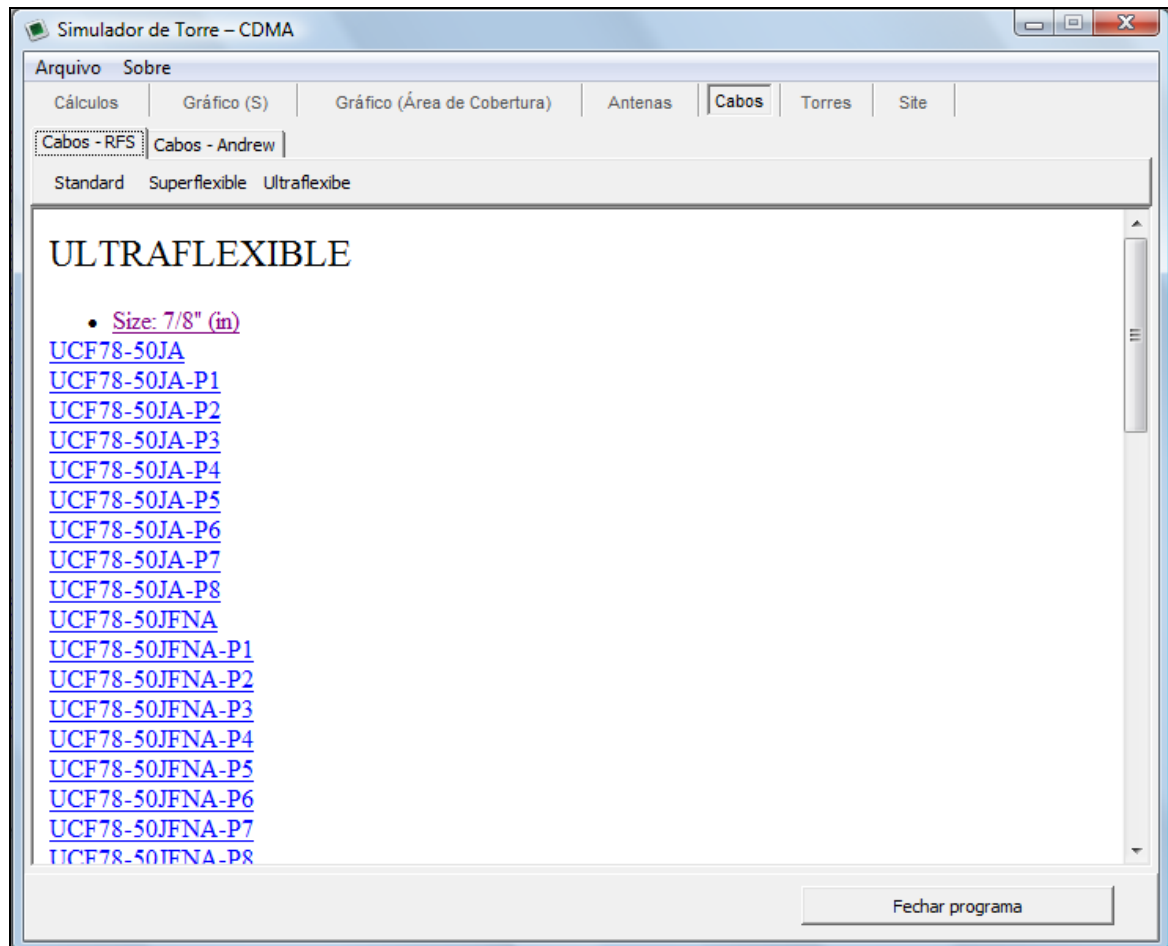 Simulador de Torre – CDMA
Arquivo Sobre
Cálculos Gráfico (S) Gráfico (Área de Cobertura) Antenas Cabos Torres Site
Cabos - RFS Cabos - Andrew
Standard Superflexible Ultraflexibe
ULTRAFLEXIBLE
• Size: 7/8" (in)
UCF78-50JA
UCF78-50JA-P1
UCF78-50JA-P2
UCF78-50JA-P3
UCF78-50JA-P4
UCF78-50JA-P5
UCF78-50JA-P6
UCF78-50JA-P7
UCF78-50JA-P8
UCF78-50JFNA
UCF78-50JFNA-P1
UCF78-50JFNA-P2
UCF78-50JFNA-P3
UCF78-50JFNA-P4
UCF78-50JFNA-P5
UCF78-50JFNA-P6
UCF78-50JFNA-P7
UCF78-50JFNA-P8
Fechar programa